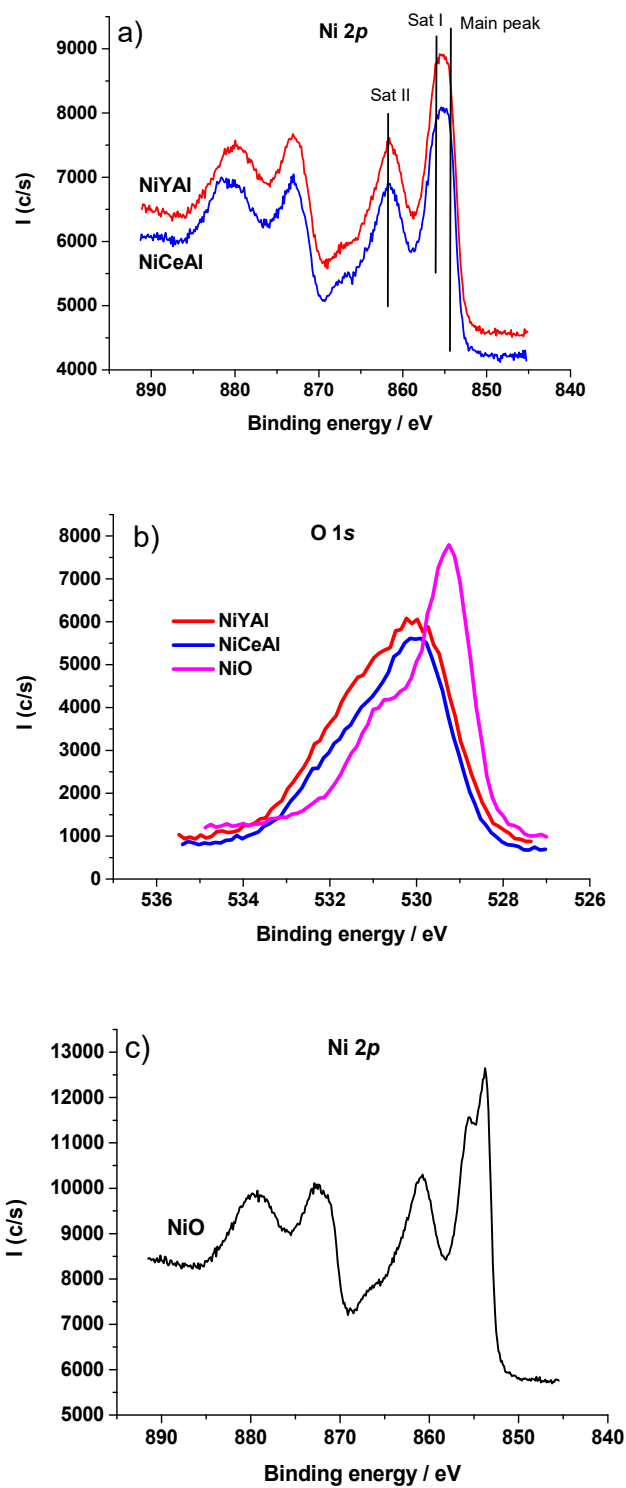 a)
Ni 2p
Sat I
Main peak
Sat II
NiYAl
NiCeAl
I (c/s)
9000
8000
7000
6000
5000
4000
890 880 870 860 850 840
Binding energy / eV
b)
O 1s
NiYAl
NiCeAl
NiO
I (c/s)
8000
7000
6000
5000
4000
3000
2000
1000
0
536 534 532 530 528 526
Binding energy / eV
c)
Ni 2p
NiO
I (c/s)
13000
12000
11000
10000
9000
8000
7000
6000
5000
890 880 870 860 850 840
Binding energy / eV